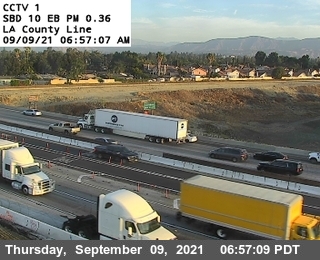 CCTV 1
SBD 10 EB PM 0.36
LA County Line
09/09/21 06:57:07 AM
Thursday, September 09, 2021 06:57:09 PDT